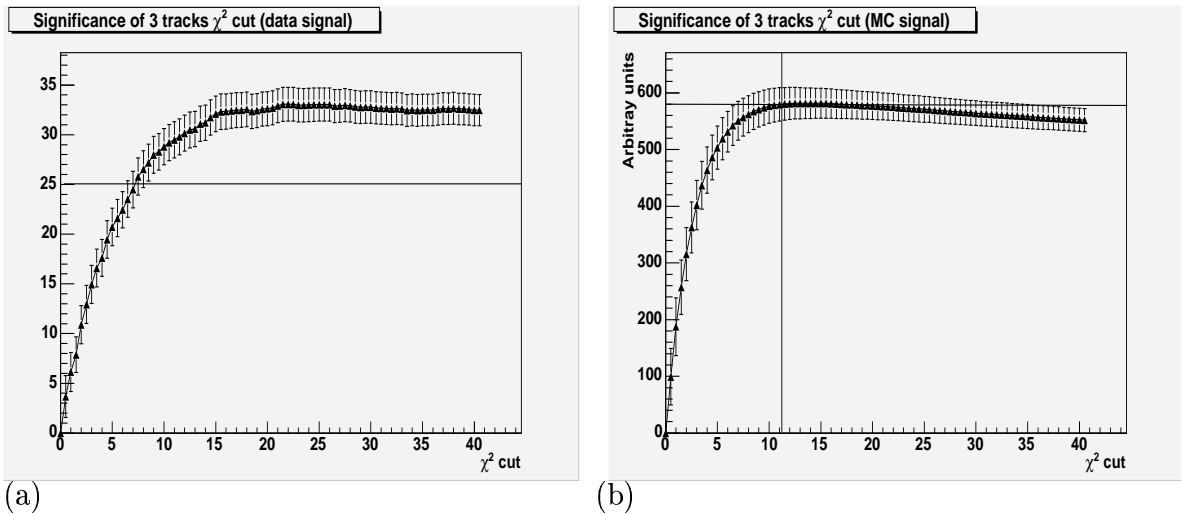 Significance of 3 tracks χ² cut (data signal)
35
30
25
20
15
10
5
0
0 5 10 15 20 25 30 35 40
χ² cut
(a)
Significance of 3 tracks χ² cut (MC signal)
Arbitray units
600
500
400
300
200
100
0
0 5 10 15 20 25 30 35 40
χ² cut
(b)